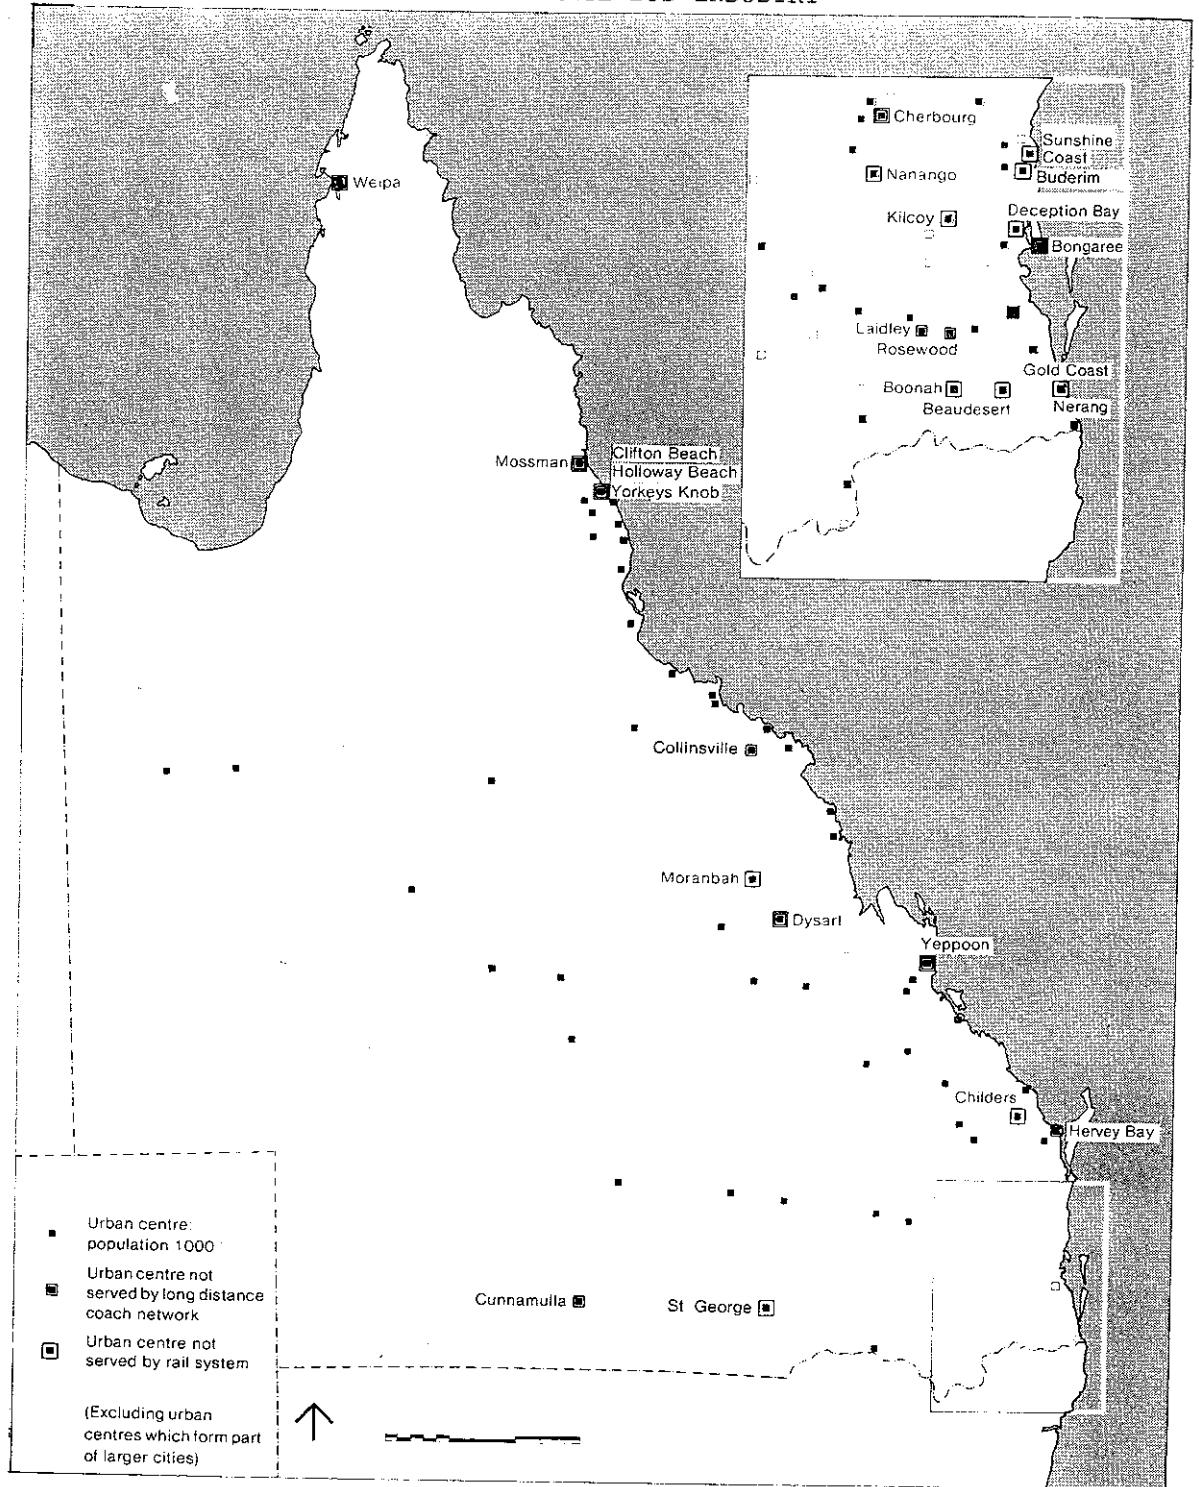 Cherbourg
Sunshine
Coast
Buderim
Nanango
Weipa
Kilcoy
Deception Bay
Bongaree
Laidley
Rosewood
Gold Coast
Boonah
Beaudesert
Nerang
Mossman
Clifton Beach
Holloway Beach
Yorkeys Knob
Collinsville
Moranbah
Dysart
Yeppoon
Childers
Hervey Bay
Urban centre:
population 1000
Urban centre not
served by long distance
coach network
Urban centre not
served by rail system
(Excluding urban
centres which form part
of larger cities)
Cunnamulla
St George